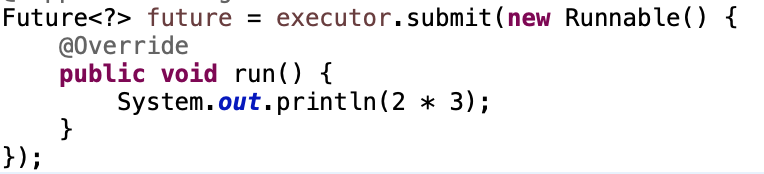 Future<?> future = executor.submit(new Runnable() {
    @Override
    public void run() {
        System.out.println(2 * 3);
    }
});